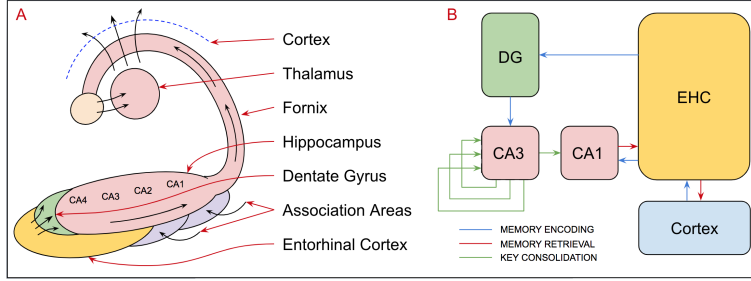 A
Cortex
Thalamus
Fornix
Hippocampus
Dentate Gyrus
Association Areas
Entorhinal Cortex
CA4
CA3
CA2
CA1
B
DG
EHC
CA3
CA1
Cortex
MEMORY ENCODING
MEMORY RETRIEVAL
KEY CONSOLIDATION